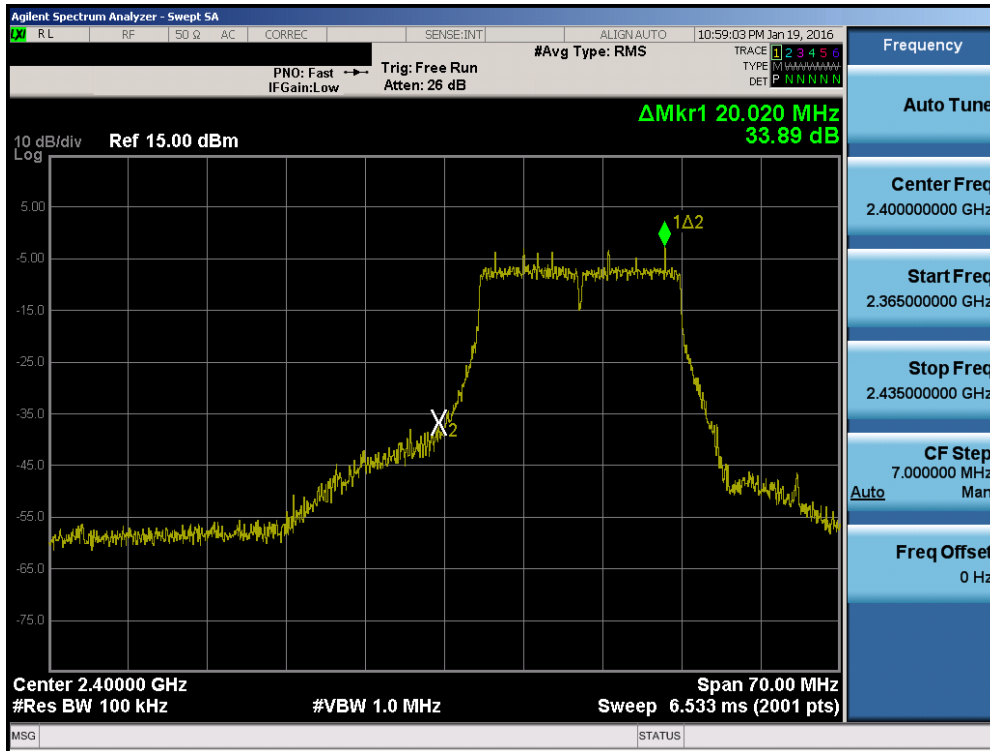 Agilent Spectrum Analyzer - Swept SA
LXI RL RF 50 Ω AC CORREC SENSE:INT ALIGN AUTO 10:59:03 PM Jan 19, 2016
#Avg Type: RMS TRACE 1 2 3 4 5 6
PNO: Fast Trig: Free Run TYPE M W W W W W
IFGain:Low Atten: 26 dB DET P N N N N N
ΔMkr1 20.020 MHz
33.89 dB
10 dB/div Ref 15.00 dBm
Log
5.00
1Δ2
-5.00
-15.0
-25.0
-35.0
X2
-45.0
-55.0
-65.0
-75.0
Center 2.40000 GHz Span 70.00 MHz
#Res BW 100 kHz #VBW 1.0 MHz Sweep 6.533 ms (2001 pts)
MSG STATUS
Frequency
Auto Tune
Center Freq
2.400000000 GHz
Start Freq
2.365000000 GHz
Stop Freq
2.435000000 GHz
CF Step
7.000000 MHz
Auto Man
Freq Offset
0 Hz